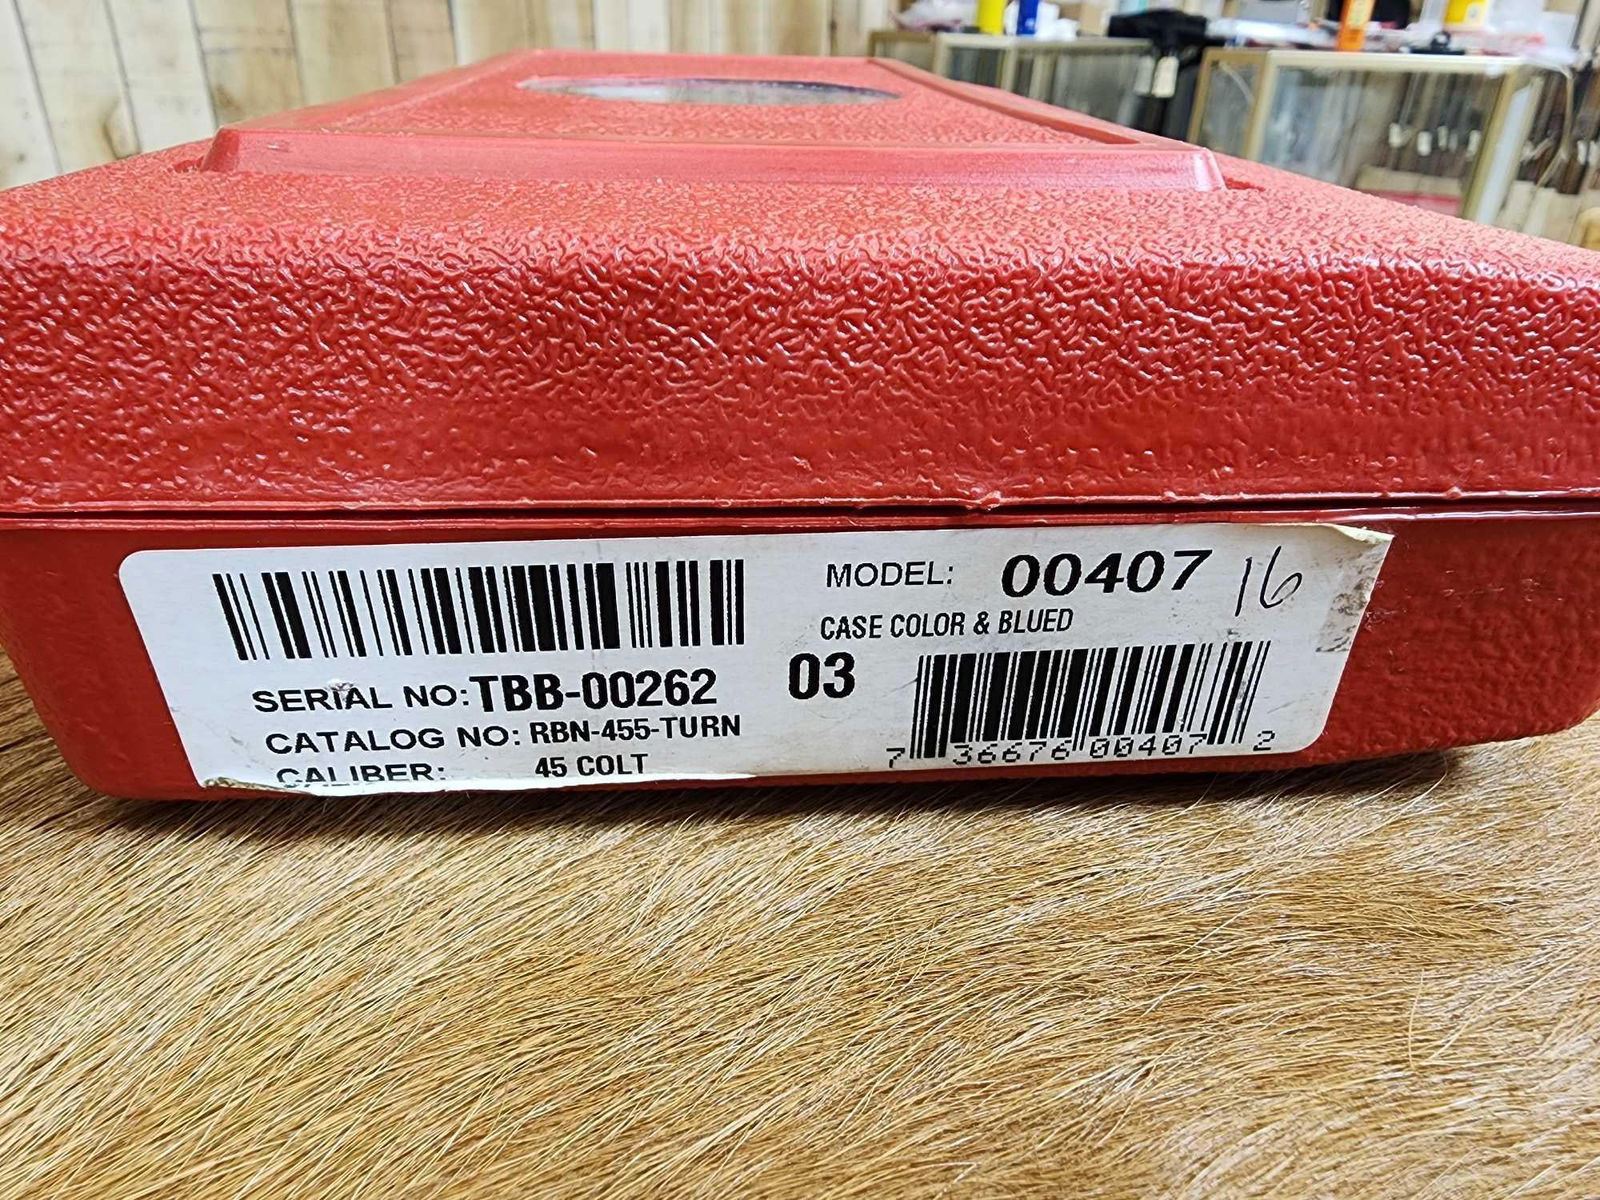 MODEL: 00407 16
CASE COLOR & BLUED
SERIAL NO: TBB-00262
03
CATALOG NO: RBN-455-TURN
CALIBER: 45 COLT
7 36676 00407 2